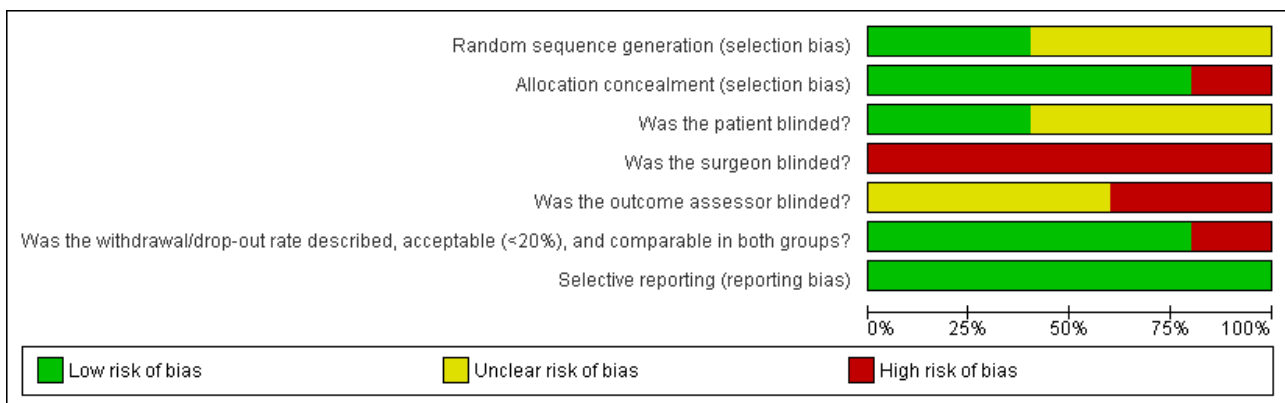 Random sequence generation (selection bias)
Allocation concealment (selection bias)
Was the patient blinded?
Was the surgeon blinded?
Was the outcome assessor blinded?
Was the withdrawal/drop-out rate described, acceptable (<20%), and comparable in both groups?
Selective reporting (reporting bias)
0% 25% 50% 75% 100%
Low risk of bias Unclear risk of bias High risk of bias